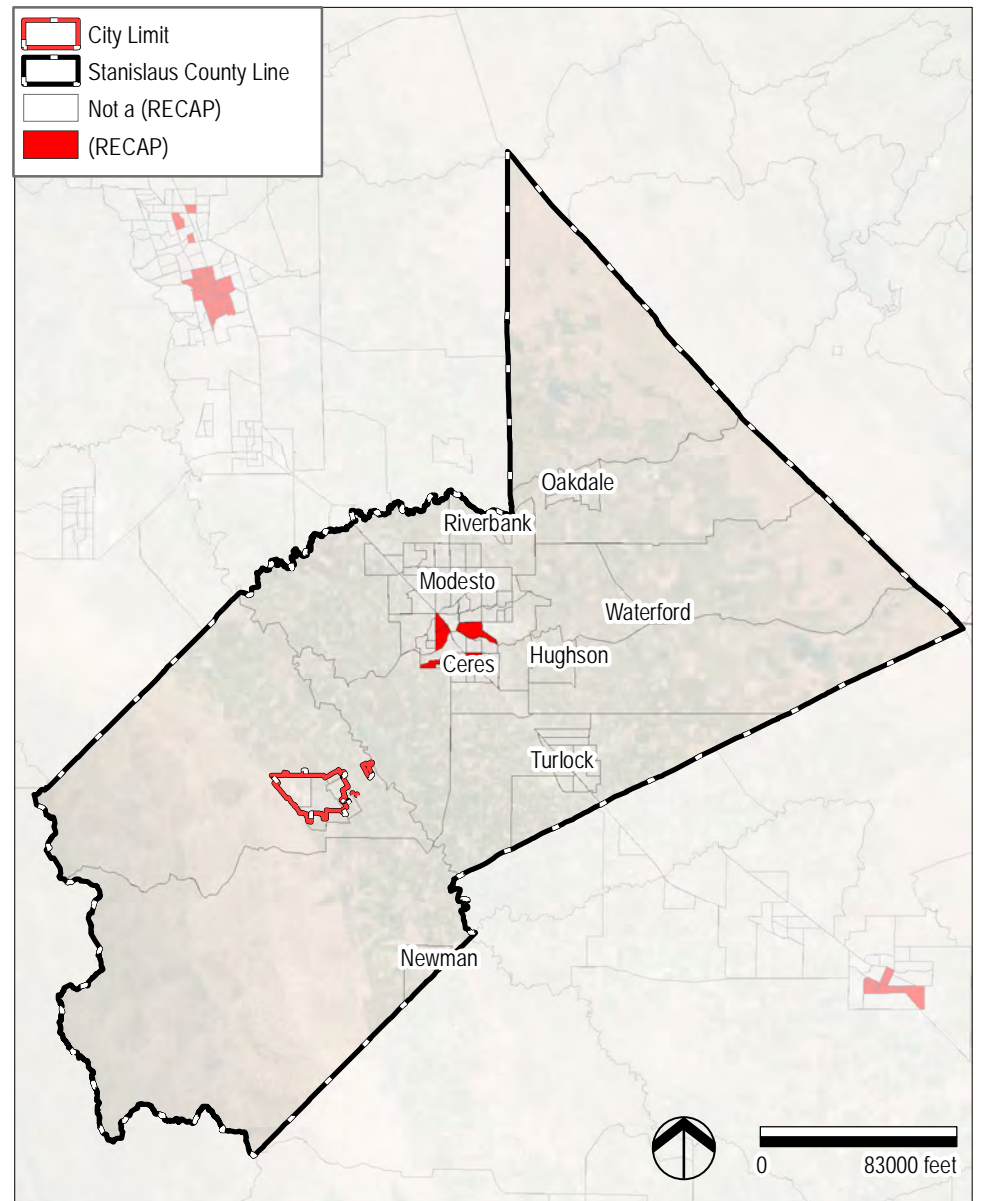 City Limit
Stanislaus County Line
Not a (RECAP)
(RECAP)
Oakdale
Riverbank
Modesto
Waterford
Hughson
Ceres
Turlock
Newman
0
83000 feet